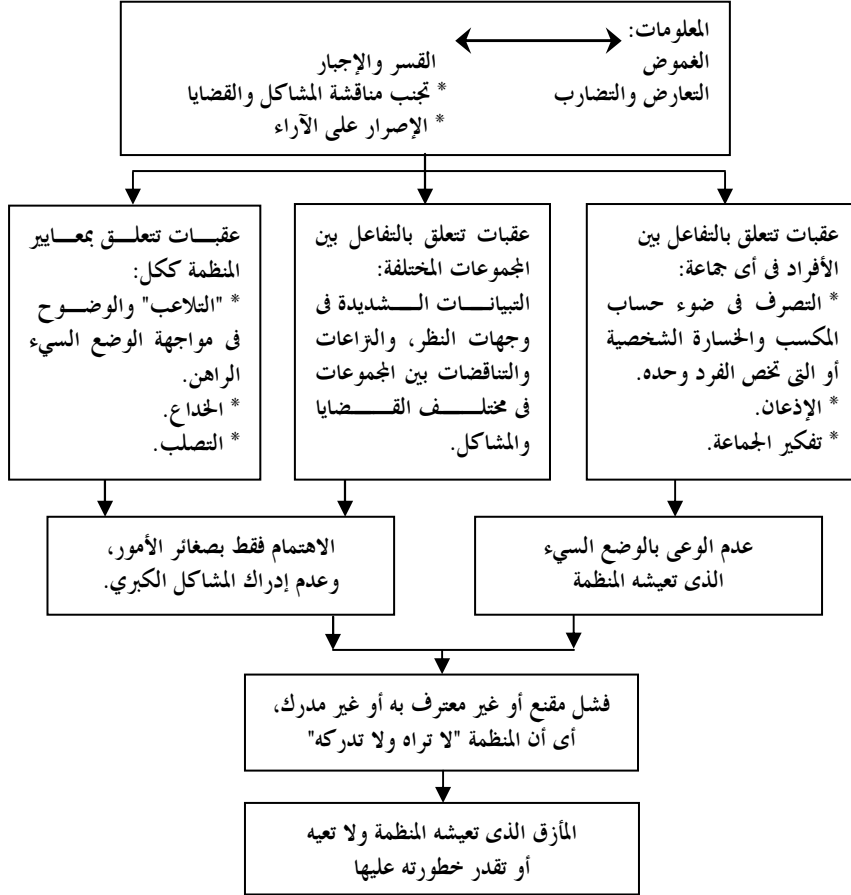 المعلومات:
الغموض
التعارض والتضارب
القسر والإجبار
* تجنب مناقشة المشاكل والقضايا
* الإصرار على الآراء
عقبات تتعلق بالتفاعل بين
الأفراد فى أى جماعة:
* التصرف فى ضوء حساب
المكسب والخسارة الشخصية
أو التى تخص الفرد وحده.
* الإذعان.
* تفكير الجماعة.
عقبات تتعلق بالتفاعل بين
المجموعات المختلفة:
التبيانات الشديدة فى
وجهات النظر، والنزاعات
والتناقضات بين المجموعات
فى مختلف القضايا
والمشاكل.
عقبات تتعلق بمعايير
المنظمة ككل:
* "التلاعب" والوضوح
فى مواجهة الوضع السيء
الراهن.
* الخداع.
* التصلب.
عدم الوعى بالوضع السيء
الذى تعيشه المنظمة
الاهتمام فقط بصغائر الأمور،
وعدم إدراك المشاكل الكبري.
فشل مقنع أو غير معترف به أو غير مدرك،
أى أن المنظمة "لا تراه ولا تدركه"
المأزق الذى تعيشه المنظمة ولا تعيه
أو تقدر خطورته عليها